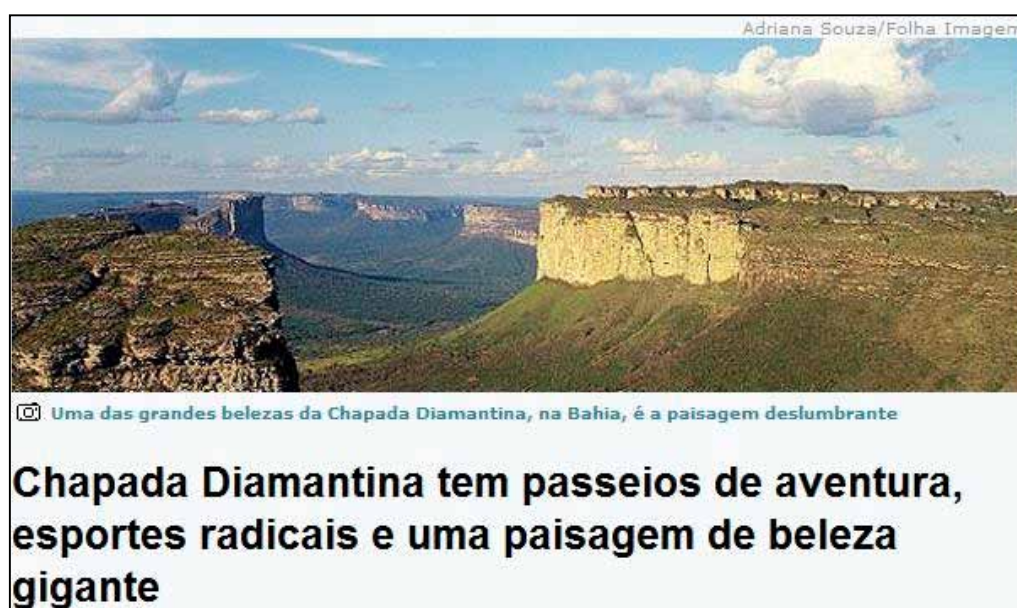 Adriana Souza/Folha Imagem
Uma das grandes belezas da Chapada Diamantina, na Bahia, é a paisagem deslumbrante
Chapada Diamantina tem passeios de aventura,
esportes radicais e uma paisagem de beleza
gigante